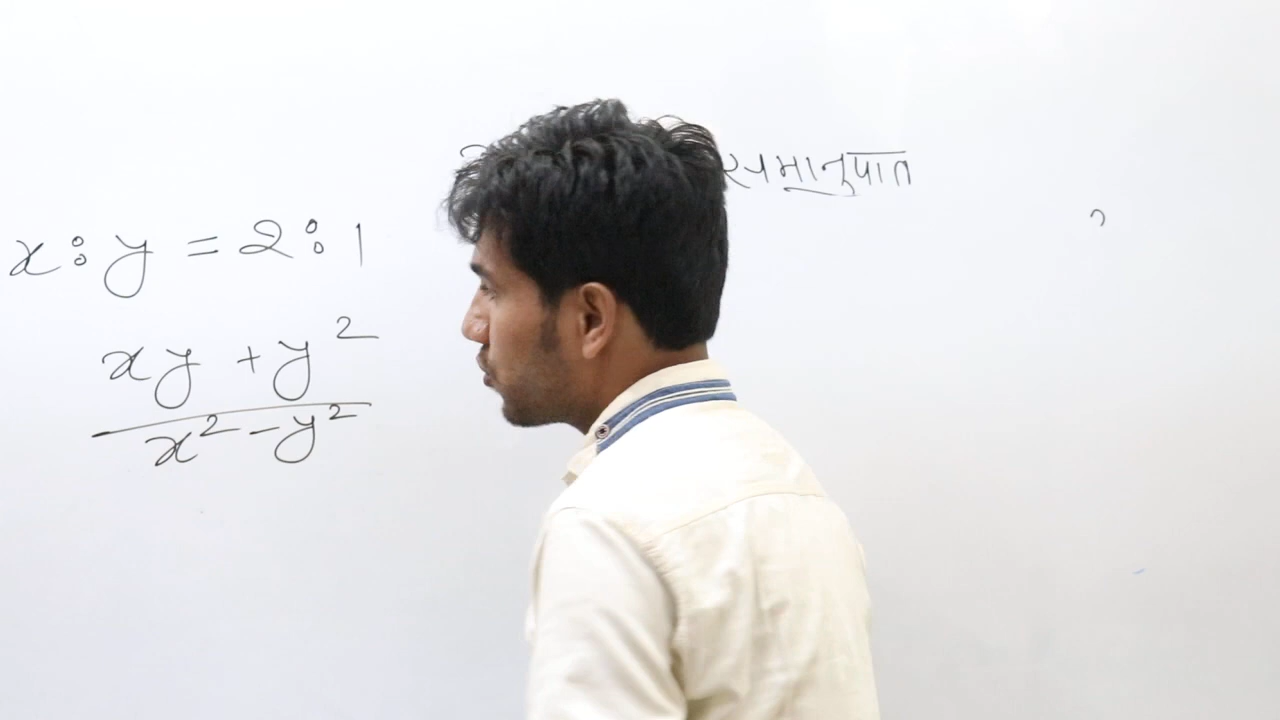 समानुपात
x : y = 2 : 1
xy + y²
x² - y²